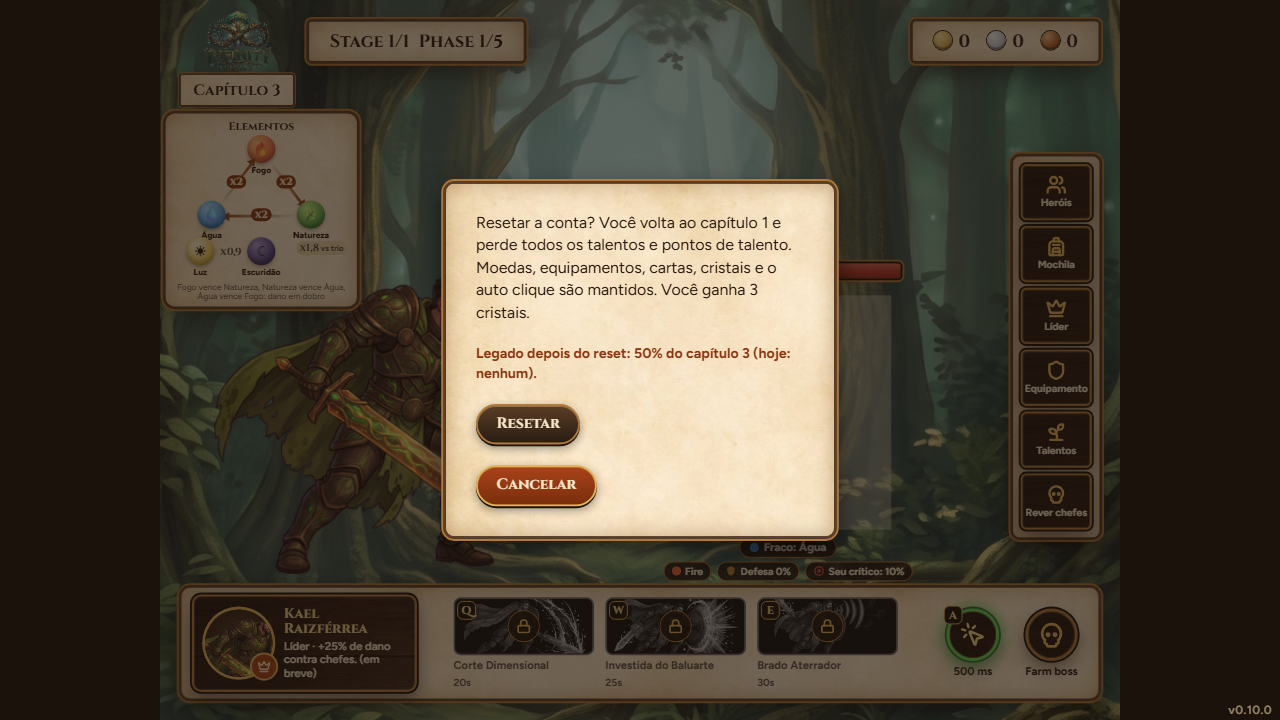 Stage 1/1 Phase 1/5
0 0 0
Capítulo 3
Elementos
Fogo
x2 x2
x2
Água
Natureza
x0,9
x1,8 vs trio
Luz
Escuridão
Fogo vence Natureza, Natureza vence Água,
Água vence Fogo: dano em dobro
Resetar a conta? Você volta ao capítulo 1 e
perde todos os talentos e pontos de talento.
Moedas, equipamentos, cartas, cristais e o
auto clique são mantidos. Você ganha 3
cristais.
Legado depois do reset: 50% do capítulo 3 (hoje:
nenhum).
Resetar
Cancelar
Heróis
Mochila
Líder
Equipamento
Talentos
Rever chefes
Fraco: Água
Fire
Defesa 0%
Seu crítico: 10%
Kael
Raizférrea
Líder · +25% de dano
contra chefes. (em
breve)
Q
Corte Dimensional
20s
W
Investida do Baluarte
25s
E
Brado Aterrador
30s
A
500 ms
Farm boss
v0.10.0